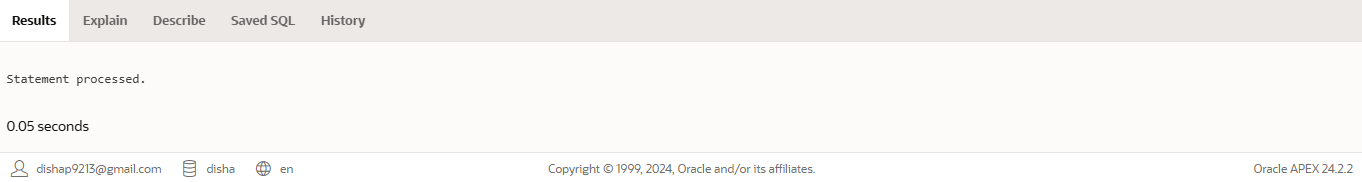 Results Explain Describe Saved SQL History
Statement processed.
0.05 seconds
dishap9213@gmail.com disha en Copyright © 1999, 2024, Oracle and/or its affiliates. Oracle APEX 24.2.2